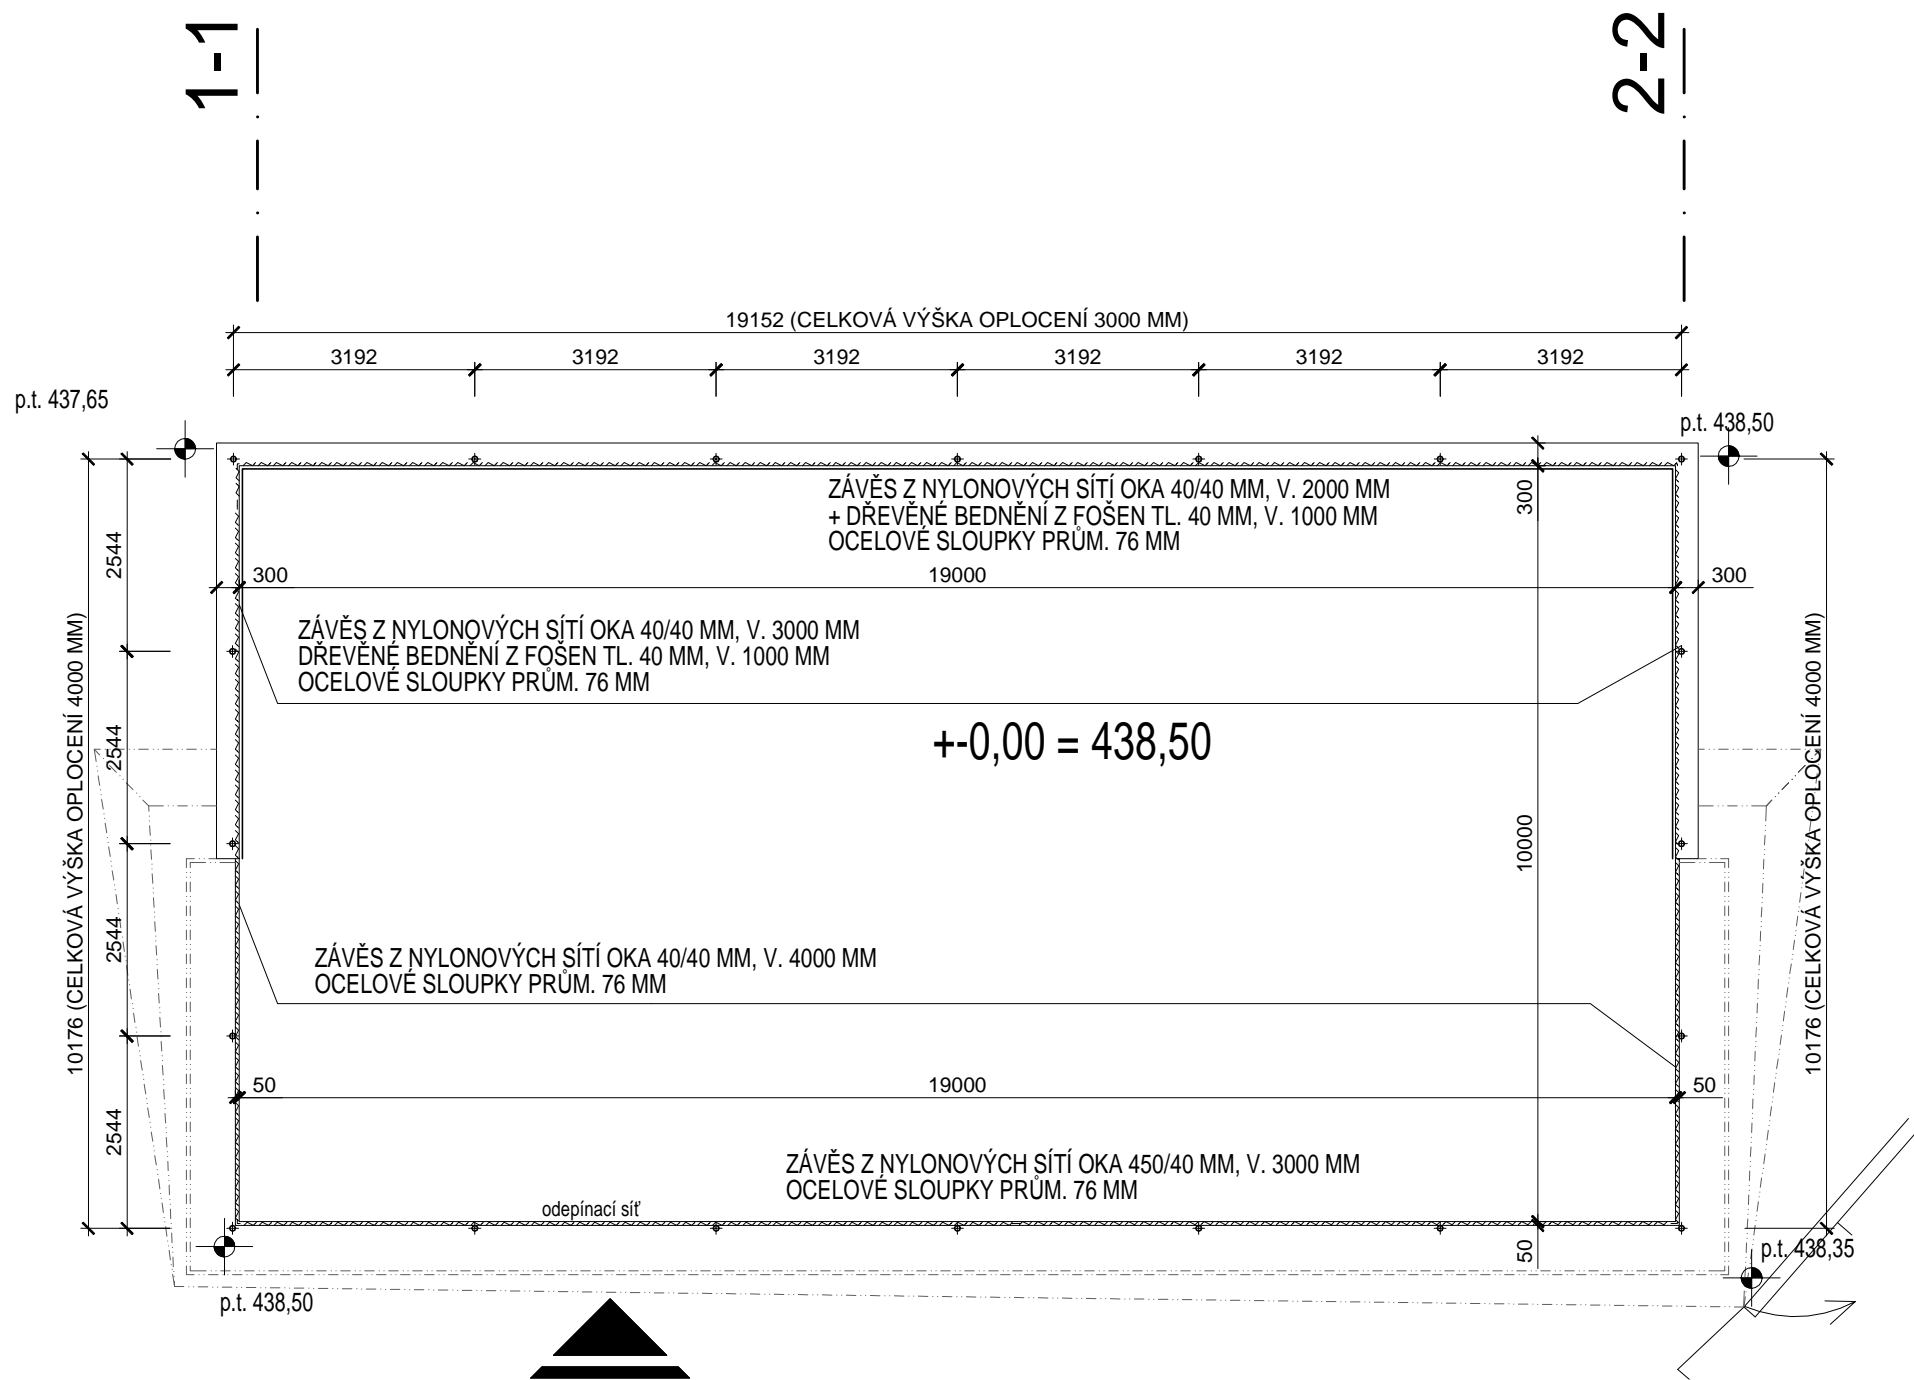 1-1
2-2
19152 (CELKOVÁ VÝŠKA OPLOCENÍ 3000 MM)
3192
3192
3192
3192
3192
3192
p.t. 437,65
p.t. 438,50
ZÁVĚS Z NYLONOVÝCH SÍTÍ OKA 40/40 MM, V. 2000 MM
+ DŘEVĚNÉ BEDNĚNÍ Z FOŠEN TL. 40 MM, V. 1000 MM
OCELOVÉ SLOUPKY PRŮM. 76 MM
300
2544
300
19000
300
ZÁVĚS Z NYLONOVÝCH SÍTÍ OKA 40/40 MM, V. 3000 MM
DŘEVĚNÉ BEDNĚNÍ Z FOŠEN TL. 40 MM, V. 1000 MM
OCELOVÉ SLOUPKY PRŮM. 76 MM
10176 (CELKOVÁ VÝŠKA OPLOCENÍ 4000 MM)
10176 (CELKOVÁ VÝŠKA OPLOCENÍ 4000 MM)
2544
+-0,00 = 438,50
10000
2544
ZÁVĚS Z NYLONOVÝCH SÍTÍ OKA 40/40 MM, V. 4000 MM
OCELOVÉ SLOUPKY PRŮM. 76 MM
50
19000
50
2544
ZÁVĚS Z NYLONOVÝCH SÍTÍ OKA 450/40 MM, V. 3000 MM
OCELOVÉ SLOUPKY PRŮM. 76 MM
odepínací síť
50
p.t. 438,35
p.t. 438,50